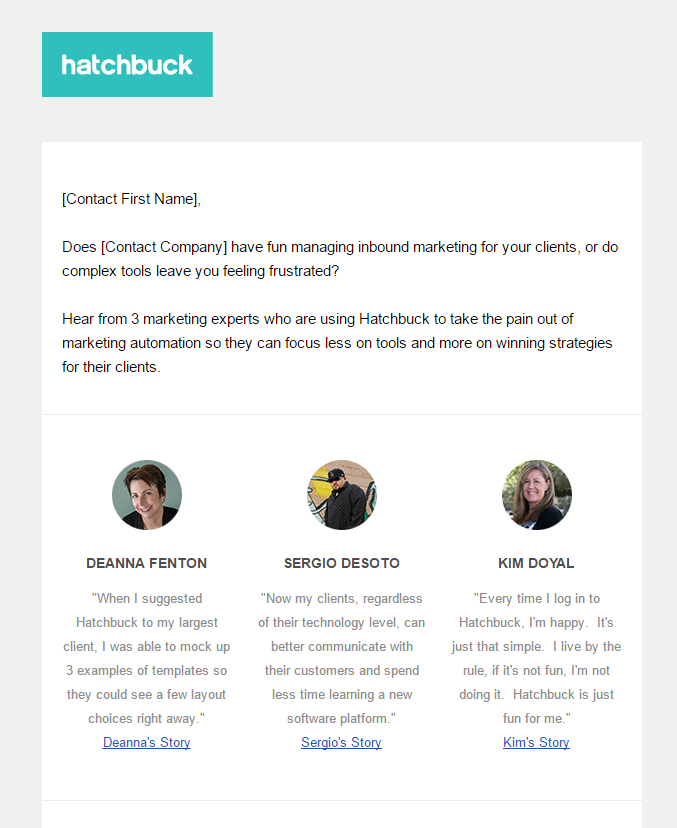 hatchbuck
[Contact First Name],
Does [Contact Company] have fun managing inbound marketing for your clients, or do
complex tools leave you feeling frustrated?
Hear from 3 marketing experts who are using Hatchbuck to take the pain out of
marketing automation so they can focus less on tools and more on winning strategies
for their clients.
DEANNA FENTON
"When I suggested
Hatchbuck to my largest
client, I was able to mock up
3 examples of templates so
they could see a few layout
choices right away."
Deanna's Story
SERGIO DESOTO
"Now my clients, regardless
of their technology level, can
better communicate with
their customers and spend
less time learning a new
software platform."
Sergio's Story
KIM DOYAL
"Every time I log in to
Hatchbuck, I'm happy.  It's
just that simple.  I live by the
rule, if it's not fun, I'm not
doing it.  Hatchbuck is just
fun for me."
Kim's Story